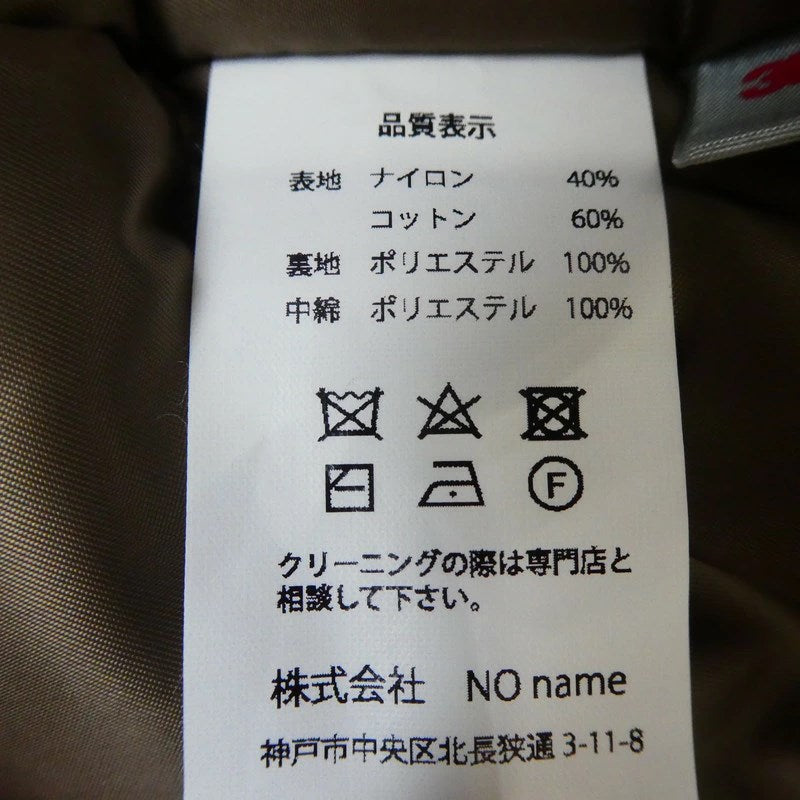 品質表示
表地 ナイロン 40%
コットン 60%
裏地 ポリエステル 100%
中綿 ポリエステル 100%
F
クリーニングの際は専門店と
相談して下さい。
株式会社 NO name
神戸市中央区北長狭通 3-11-8